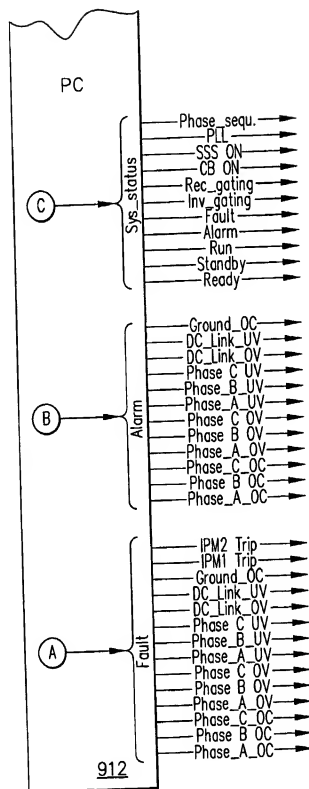 PC
C
Sys_status
Phase_sequ.
PLL
SSS ON
CB ON
Rec_gating
Inv_gating
Fault
Alarm
Run
Standby
Ready
B
Alarm
Ground_OC
DC_Link_UV
DC_Link_OV
Phase C UV
Phase_B_UV
Phase_A_UV
Phase C OV
Phase B OV
Phase_A_OV
Phase_C_OC
Phase B OC
Phase_A_OC
A
Fault
IPM2 Trip
IPM1 Trip
Ground_OC
DC_Link_UV
DC_Link_OV
Phase C UV
Phase_B_UV
Phase_A_UV
Phase C OV
Phase B OV
Phase_A_OV
Phase_C_OC
Phase B OC
Phase_A_OC
912